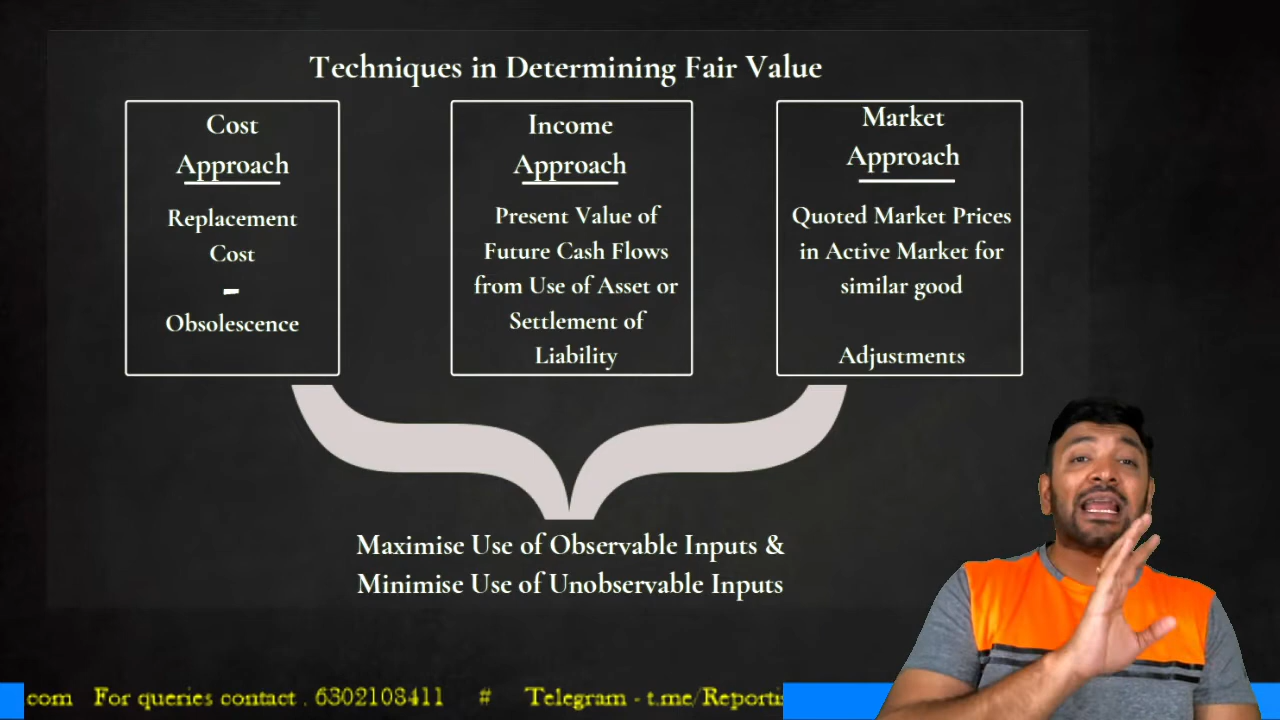 Techniques in Determining Fair Value
Cost
Approach
Replacement
Cost
-
Obsolescence
Income
Approach
Present Value of
Future Cash Flows
from Use of Asset or
Settlement of
Liability
Market
Approach
Quoted Market Prices
in Active Market for
similar good
Adjustments
Maximise Use of Observable Inputs &
Minimise Use of Unobservable Inputs
com For queries contact . 6302108411 # Telegram - t.me/Reporti